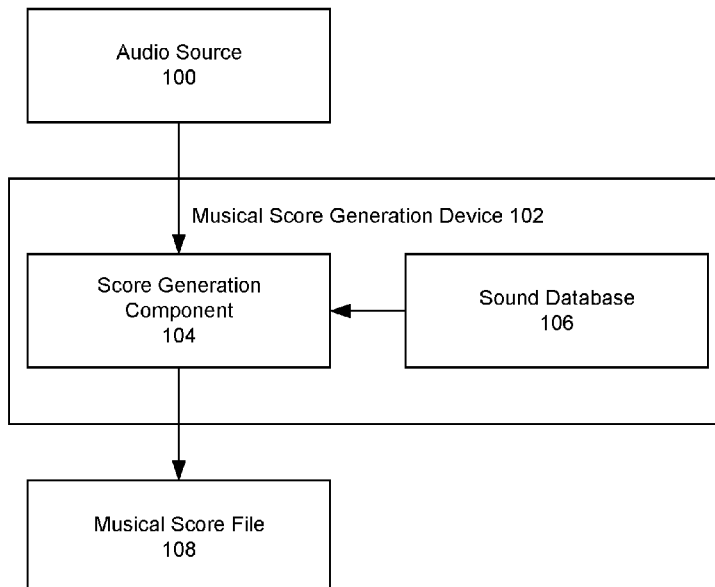 Audio Source
100
Musical Score Generation Device 102
Score Generation
Component
104
Sound Database
106
Musical Score File
108